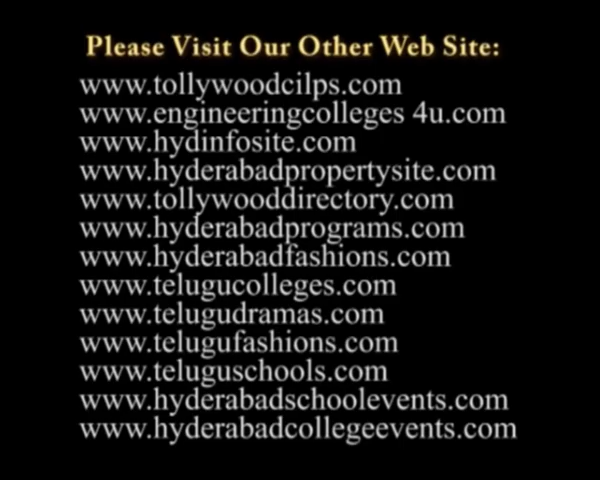 Please Visit Our Other Web Site:
www.tollywoodcilps.com
www.engineeringcolleges 4u.com
www.hydinfosite.com
www.hyderabadpropertysite.com
www.tollywooddirectory.com
www.hyderabadprograms.com
www.hyderabadfashions.com
www.telugucolleges.com
www.telugudramas.com
www.telugufashions.com
www.teluguschools.com
www.hyderabadschoolevents.com
www.hyderabadcollegeevents.com